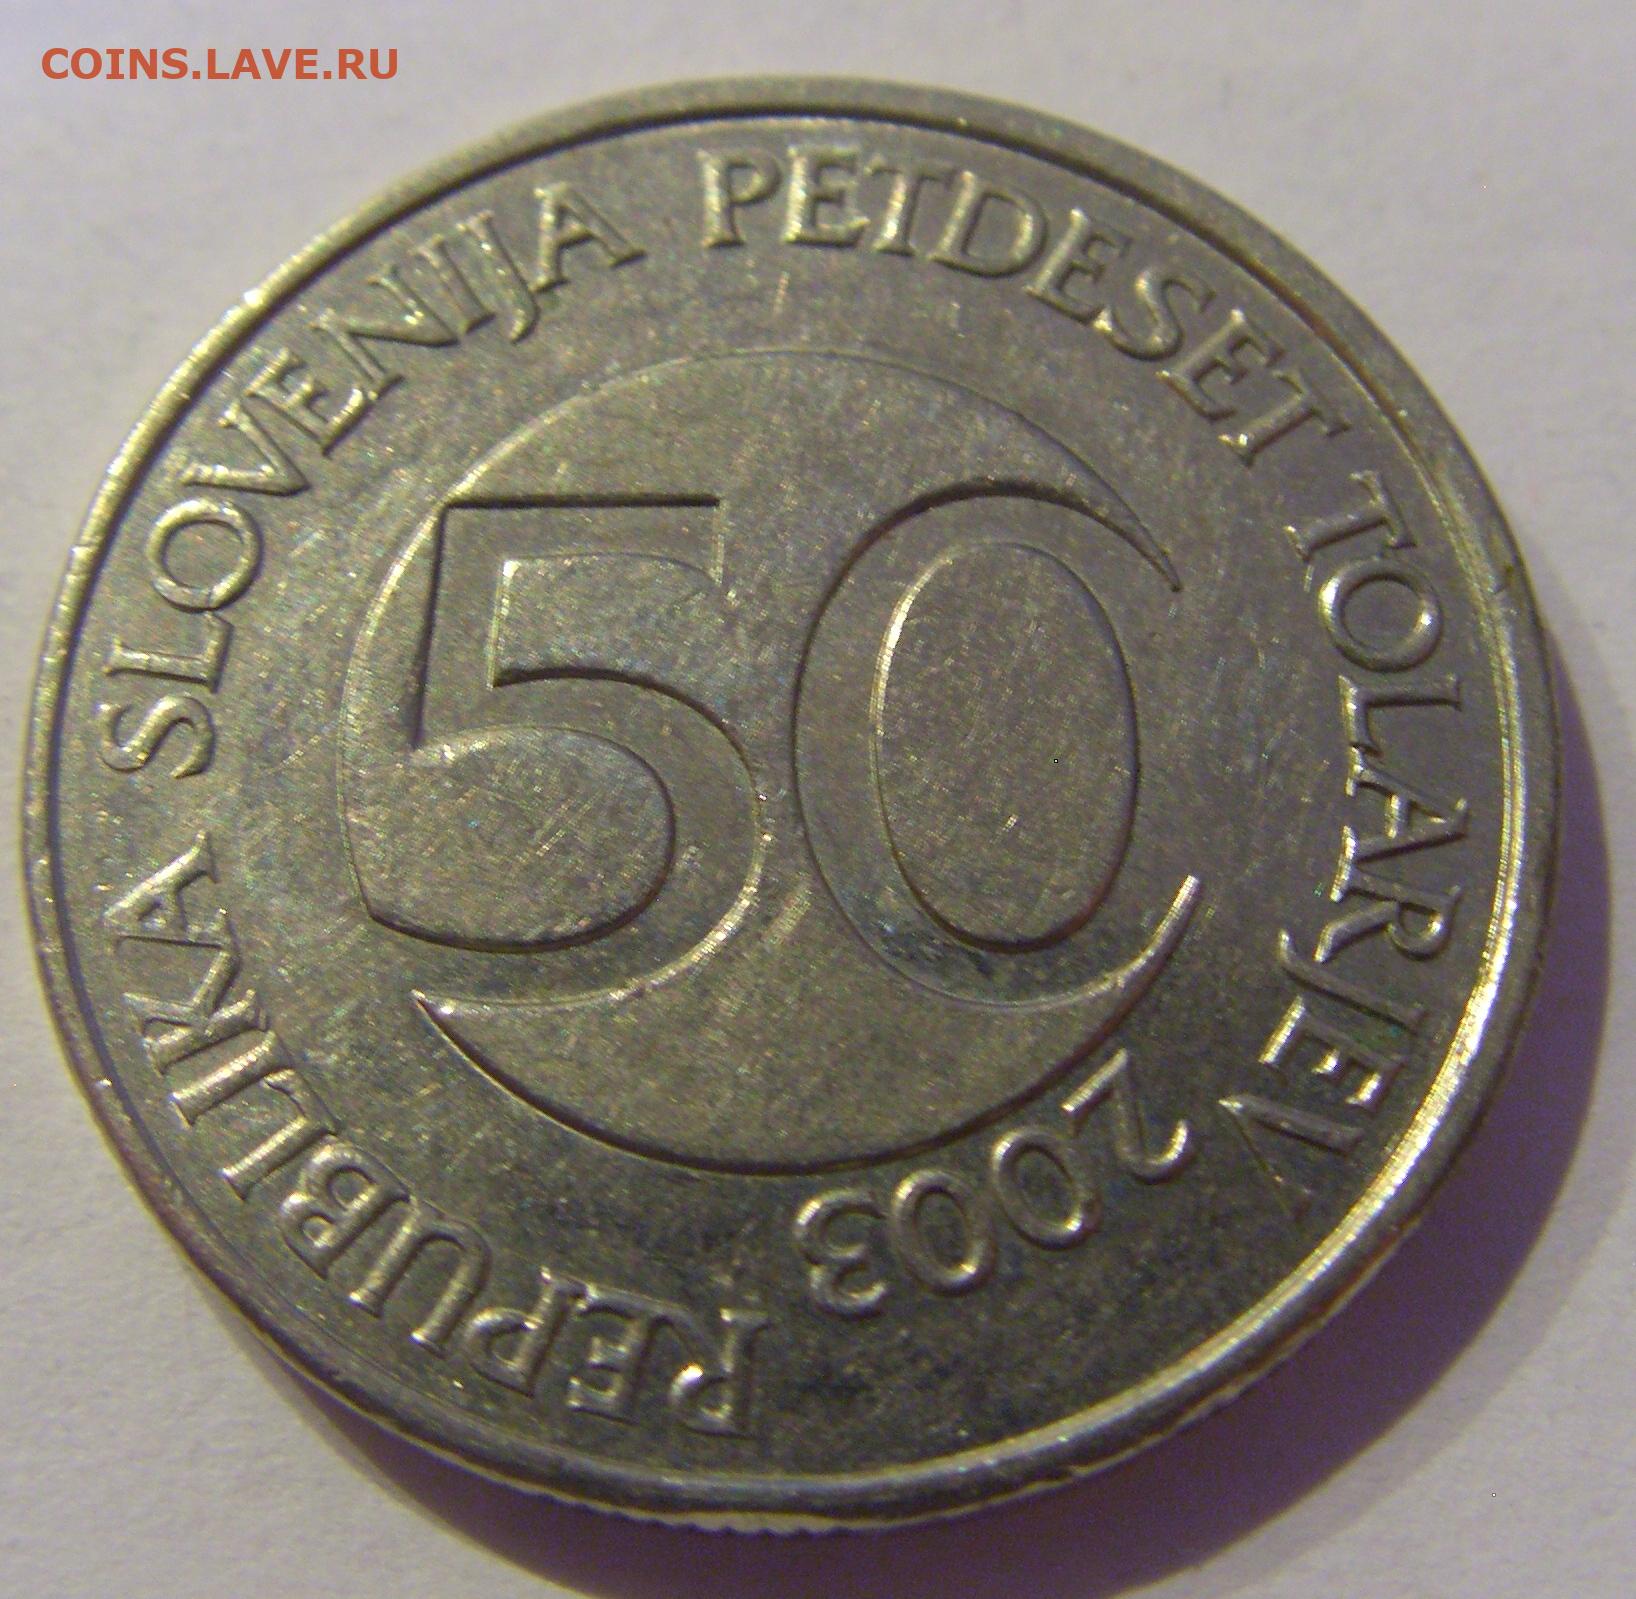 COINS.LAVE.RU
REPUBLIKA SLOVENIJA PETDESET TOLARJEV
50
2003